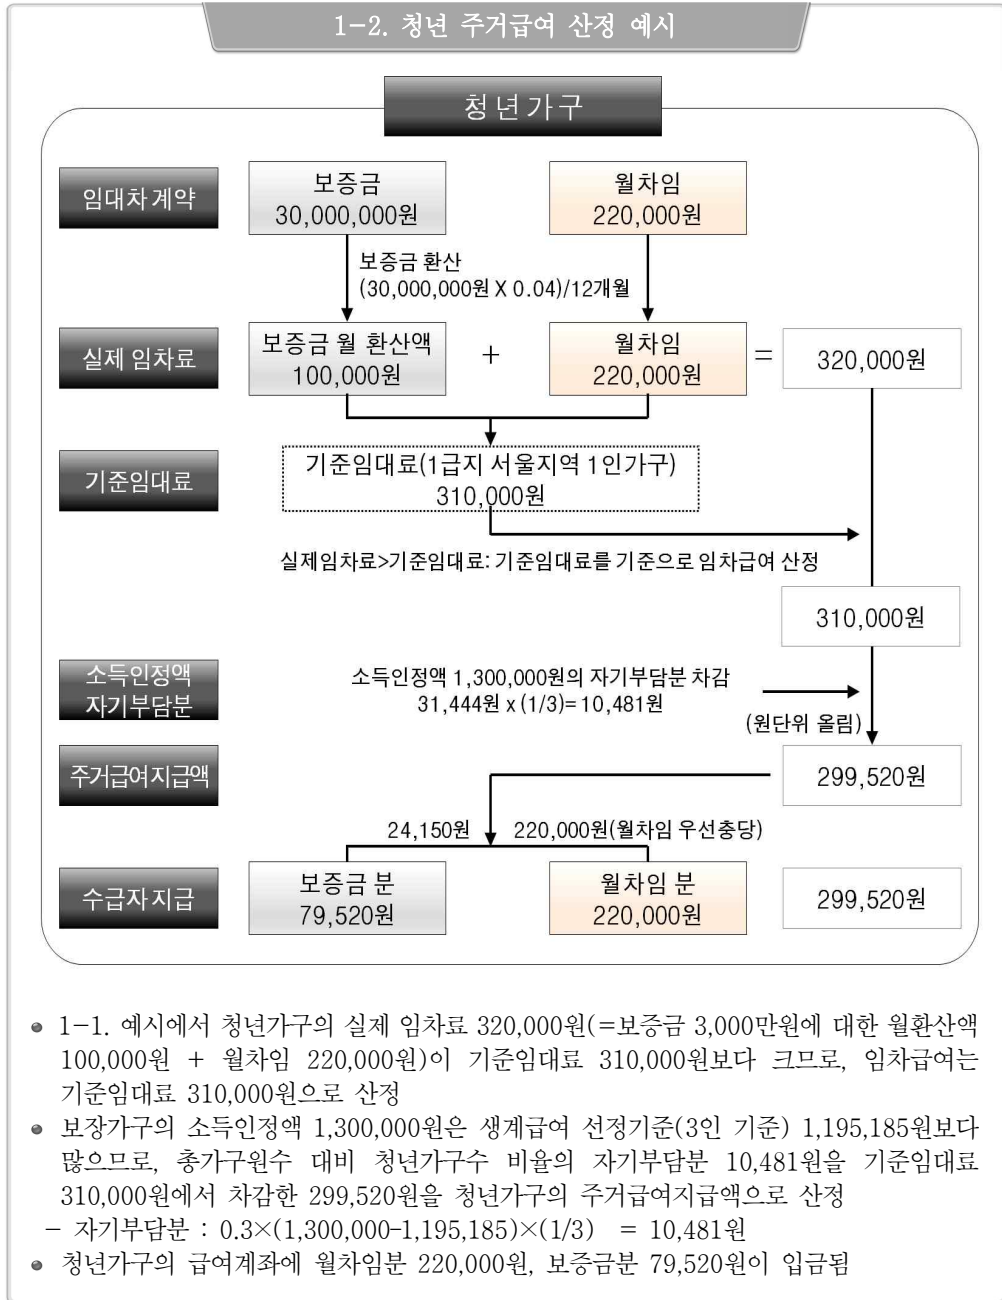 1-2. 청년 주거급여 산정 예시
청년가구
임대차계약
보증금
30,000,000원
월차임
220,000원
보증금 환산
(30,000,000원 X 0.04)/12개월
실제 임차료
보증금 월 환산액
100,000원
+
월차임
220,000원
=
320,000원
기준임대료
기준임대료(1급지 서울지역 1인가구)
310,000원
실제임차료>기준임대료: 기준임대료를 기준으로 임차급여 산정
310,000원
소득인정액
자기부담분
소득인정액 1,300,000원의 자기부담분 차감
31,444원 x (1/3)= 10,481원
(원단위 올림)
주거급여지급액
299,520원
24,150원
220,000원(월차임 우선충당)
수급자지급
보증금 분
79,520원
월차임 분
220,000원
299,520원
● 1-1. 예시에서 청년가구의 실제 임차료 320,000원(=보증금 3,000만원에 대한 월환산액
100,000원 + 월차임 220,000원)이 기준임대료 310,000원보다 크므로, 임차급여는
기준임대료 310,000원으로 산정
● 보장가구의 소득인정액 1,300,000원은 생계급여 선정기준(3인 기준) 1,195,185원보다
많으므로, 총가구원수 대비 청년가구수 비율의 자기부담분 10,481원을 기준임대료
310,000원에서 차감한 299,520원을 청년가구의 주거급여지급액으로 산정
- 자기부담분 : 0.3×(1,300,000-1,195,185)×(1/3) = 10,481원
● 청년가구의 급여계좌에 월차임분 220,000원, 보증금분 79,520원이 입금됨